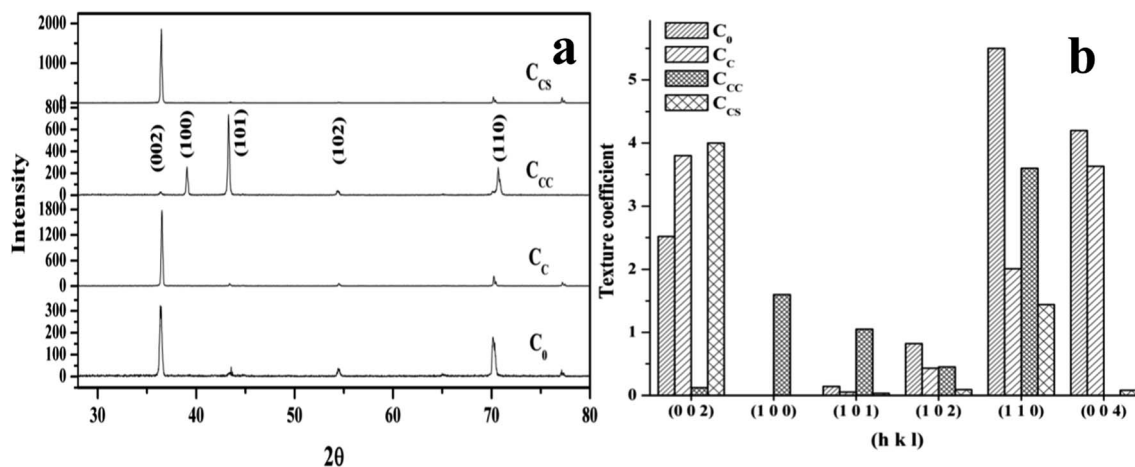 a
2000
1000
0
C_CS
800
600
400
200
0
(002)
(100)
(101)
(102)
(110)
C_CC
1800
1200
600
0
C_C
300
200
100
0
C_0
Intensity
30
40
50
60
70
80
2θ
b
C_0
C_C
C_CC
C_CS
5
4
3
2
1
0
Texture coefficient
(0 0 2)
(1 0 0)
(1 0 1)
(1 0 2)
(1 1 0)
(0 0 4)
(h k l)